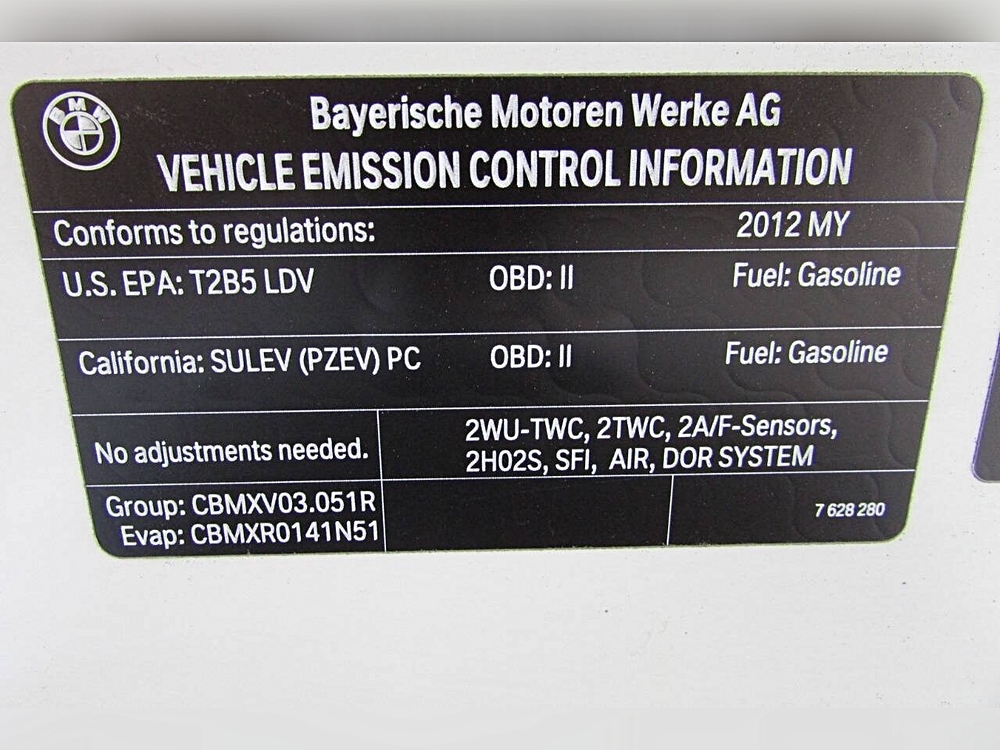 BMW
Bayerische Motoren Werke AG
VEHICLE EMISSION CONTROL INFORMATION
Conforms to regulations: 2012 MY
U.S. EPA: T2B5 LDV OBD: II Fuel: Gasoline
California: SULEV (PZEV) PC OBD: II Fuel: Gasoline
No adjustments needed.
2WU-TWC, 2TWC, 2A/F-Sensors,
2H02S, SFI, AIR, DOR SYSTEM
Group: CBMXV03.051R
Evap: CBMXR0141N51
7 628 280